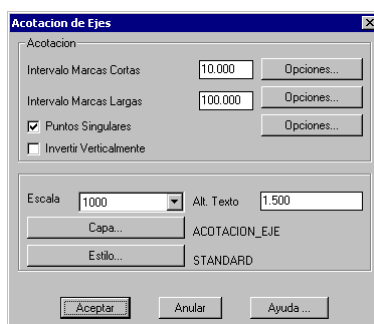 Acotacion de Ejes
Acotacion
Intervalo Marcas Cortas 10.000 Opciones...
Intervalo Marcas Largas 100.000 Opciones...
Puntos Singulares Opciones...
Invertir Verticalmente
Escala 1000 Alt. Texto 1.500
Capa... ACOTACION_EJE
Estilo... STANDARD
Aceptar Anular Ayuda ...